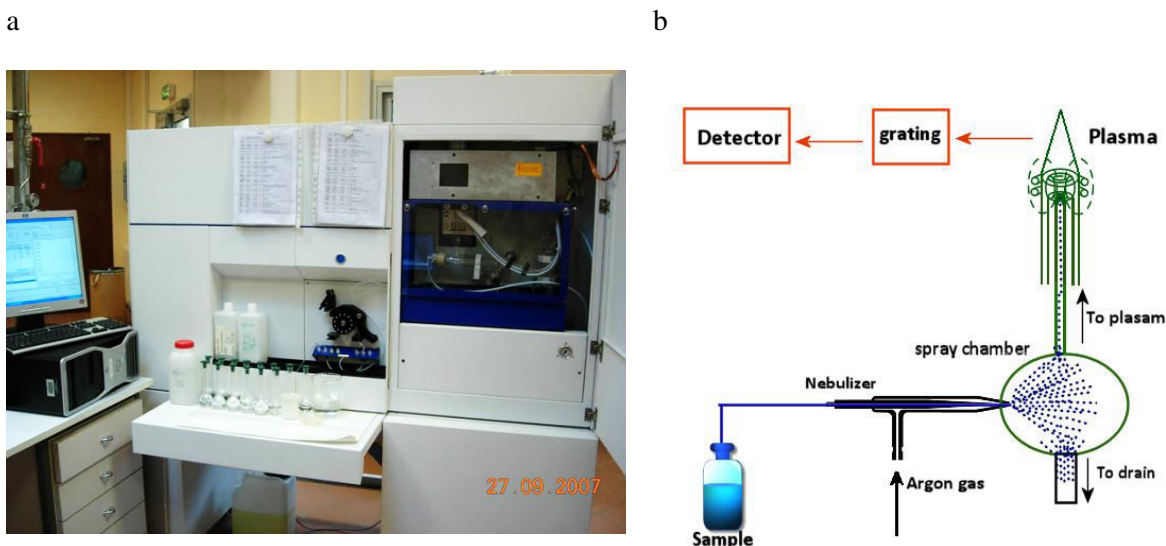 a
b
27.09.2007
Detector
grating
Plasma
To plasam
spray chamber
Nebulizer
To drain
Argon gas
Sample